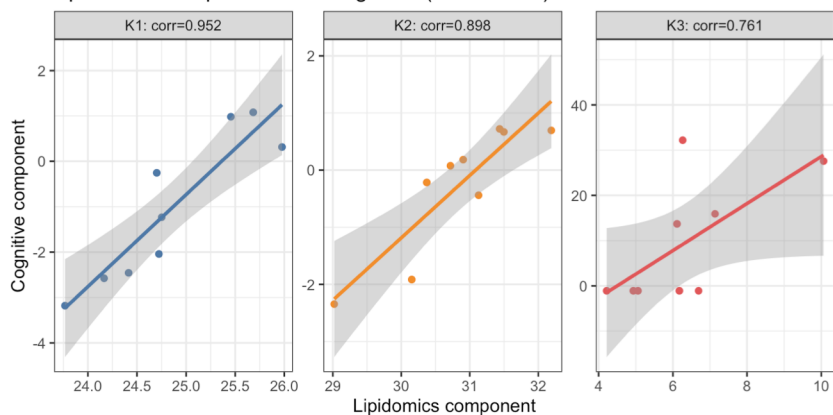 K1: corr=0.952
K2: corr=0.898
K3: corr=0.761
Cognitive component
2
0
-2
-4
2
0
-2
40
20
0
24.0 24.5 25.0 25.5 26.0
29 30 31 32
4 6 8 10
Lipidomics component